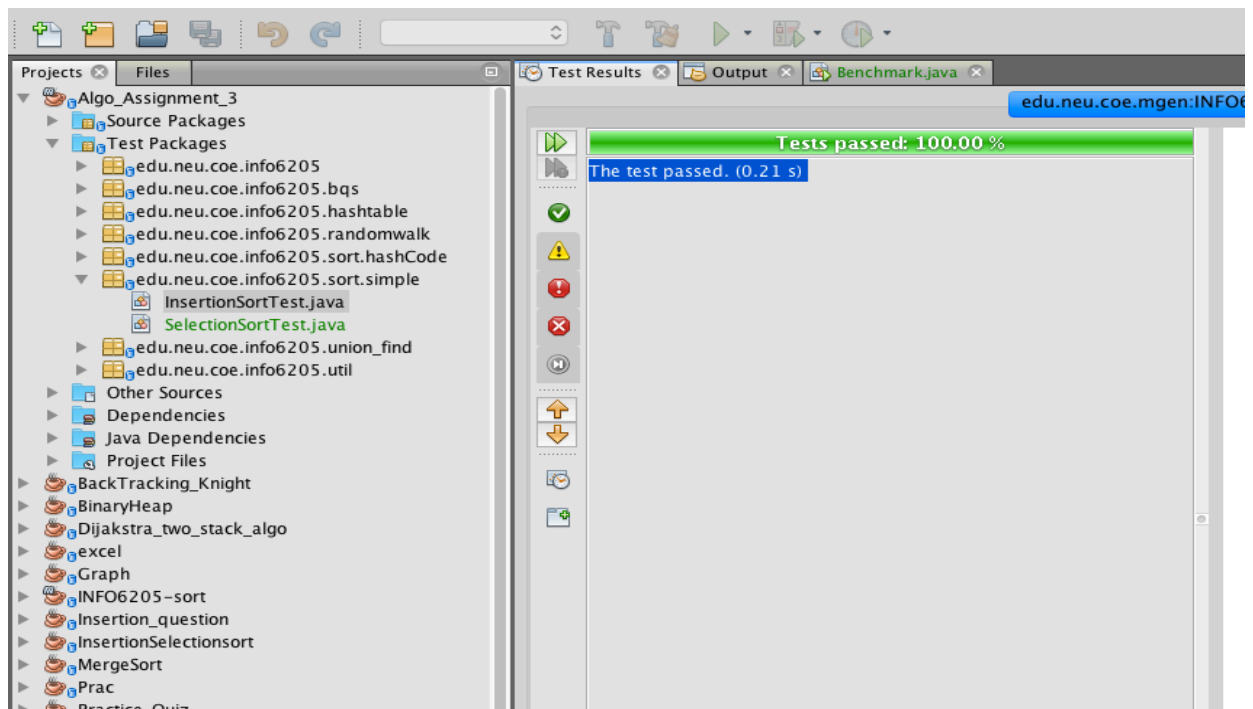 Projects
Files
Algo_Assignment_3
Source Packages
Test Packages
edu.neu.coe.info6205
edu.neu.coe.info6205.bqs
edu.neu.coe.info6205.hashtable
edu.neu.coe.info6205.randomwalk
edu.neu.coe.info6205.sort.hashCode
edu.neu.coe.info6205.sort.simple
InsertionSortTest.java
SelectionSortTest.java
edu.neu.coe.info6205.union_find
edu.neu.coe.info6205.util
Other Sources
Dependencies
Java Dependencies
Project Files
BackTracking_Knight
BinaryHeap
Dijakstra_two_stack_algo
excel
Graph
INFO6205-sort
Insertion_question
InsertionSelectionsort
MergeSort
Prac
Practice_Quiz
Test Results
Output
Benchmark.java
edu.neu.coe.mgen:INFO6
Tests passed: 100.00 %
The test passed. (0.21 s)